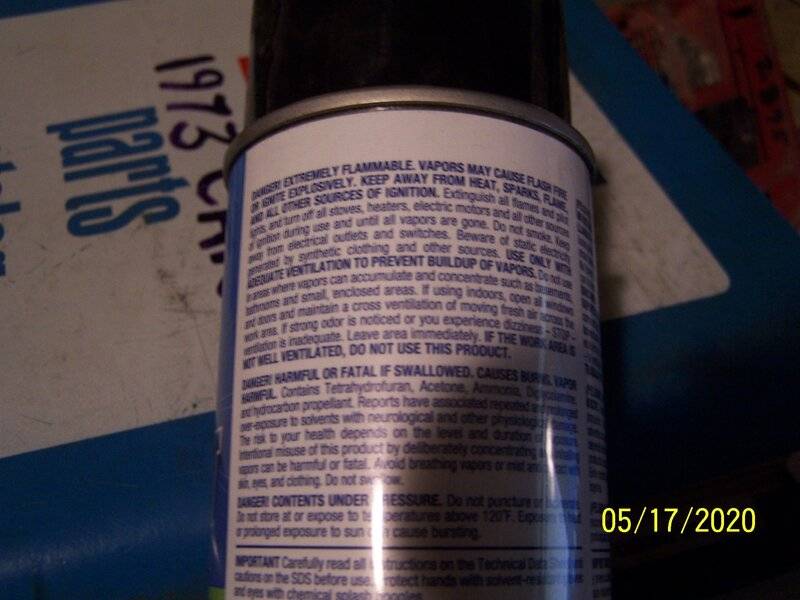 1973
parts
DANGER! EXTREMELY FLAMMABLE. VAPORS MAY CAUSE FLASH FIRE
OR IGNITE EXPLOSIVELY. KEEP AWAY FROM HEAT, SPARKS, FLAME
AND ALL OTHER SOURCES OF IGNITION. Extinguish all flames and pilot
lights, and turn off all stoves, heaters, electric motors and all other sources
of ignition during use and until all vapors are gone. Do not smoke. Keep
away from electrical outlets and switches. Beware of static electricity
generated by synthetic clothing and other sources. USE ONLY WITH
ADEQUATE VENTILATION TO PREVENT BUILDUP OF VAPORS. Do not use
in areas where vapors can accumulate and concentrate such as basements,
bathrooms and small, enclosed areas. If using indoors, open all windows
and doors and maintain a cross ventilation of moving fresh air across the
work area. If strong odor is noticed or you experience dizziness – STOP –
ventilation is inadequate. Leave area immediately. IF THE WORK AREA IS
NOT WELL VENTILATED, DO NOT USE THIS PRODUCT.
DANGER! HARMFUL OR FATAL IF SWALLOWED. CAUSES BURNS. VAPOR
HARMFUL. Contains Tetrahydrofuran, Acetone, Ammonia,
and hydrocarbon propellant. Reports have associated repeated and prolonged
over-exposure to solvents with neurological and other physiological damage.
The risk to your health depends on the level and duration of exposure.
Intentional misuse of this product by deliberately concentrating and inhaling
vapors can be harmful or fatal. Avoid breathing vapors or mist and contact with
skin, eyes, and clothing. Do not swallow.
DANGER! CONTENTS UNDER PRESSURE. Do not puncture or
Do not store at or expose to temperatures above 120°F. Exposure to heat
or prolonged exposure to sun can cause bursting.
IMPORTANT Carefully read all instructions on the Technical Data Sheet and
cautions on the SDS before use. Protect hands with solvent-resistant
and eyes with chemical splash goggles
05/17/2020